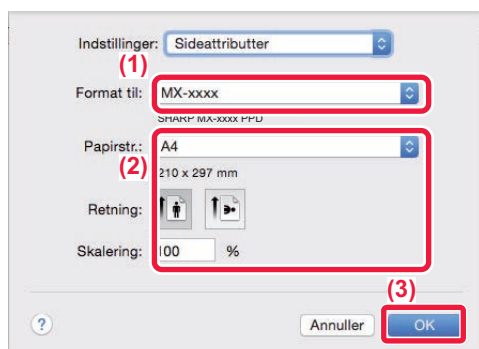 Indstillinger: Sideattributter
(1)
Format til: MX-xxxx
SHARP MX-xxxx PPD
Papirstr.: A4
(2)
210 x 297 mm
Retning:
Skalering: 100 %
(3)
? Annuller OK